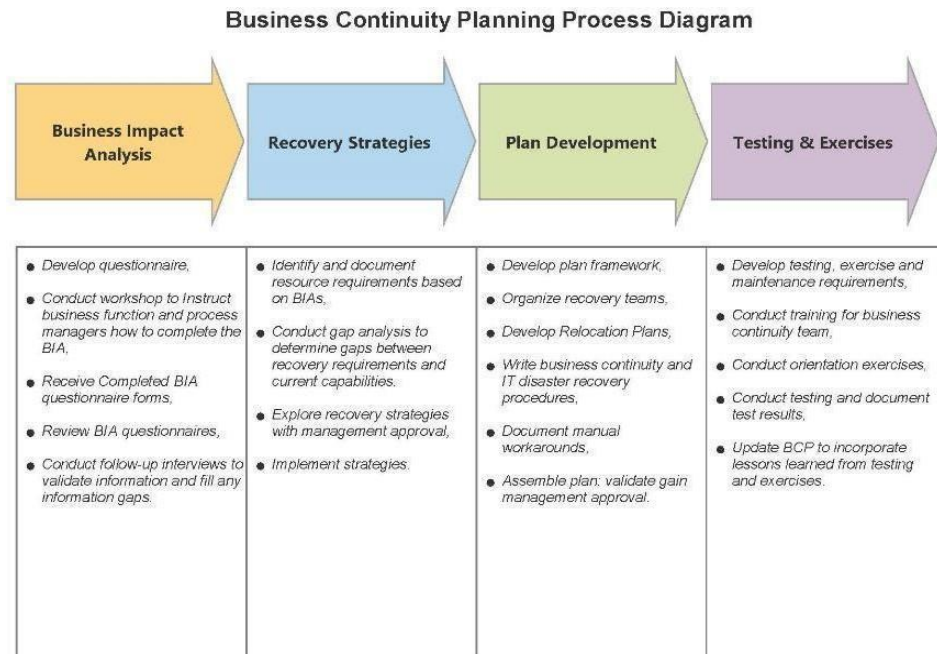 Business Continuity Planning Process Diagram
Business Impact
Analysis
Recovery Strategies
Plan Development
Testing & Exercises
● Develop questionnaire,
● Conduct workshop to Instruct
business function and process
managers how to complete the
BIA,
● Receive Completed BIA
questionnaire forms,
● Review BIA questionnaires,
● Conduct follow-up interviews to
validate information and fill any
information gaps.
● Identify and document
resource requirements based
on BIAs,
● Conduct gap analysis to
determine gaps between
recovery requirements and
current capabilities.
● Explore recovery strategies
with management approval,
● Implement strategies.
● Develop plan framework,
● Organize recovery teams,
● Develop Relocation Plans,
● Write business continuity and
IT disaster recovery
procedures,
● Document manual
workarounds,
● Assemble plan; validate gain
management approval.
● Develop testing, exercise and
maintenance requirements,
● Conduct training for business
continuity team,
● Conduct orientation exercises,
● Conduct testing and document
test results,
● Update BCP to incorporate
lessons learned from testing
and exercises.